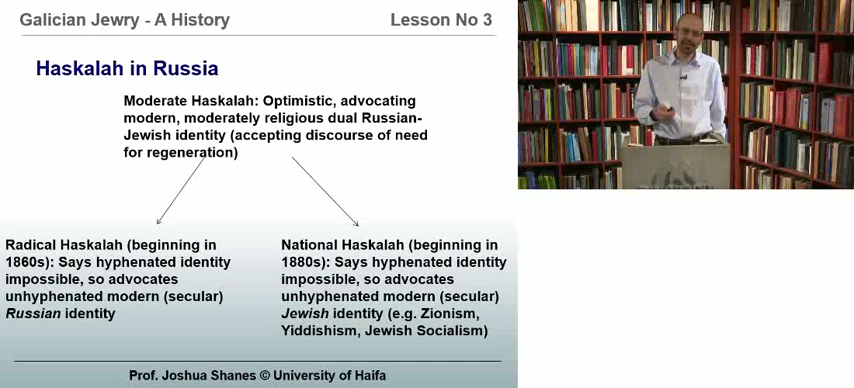 Galician Jewry - A History
Lesson No 3
Haskalah in Russia
Moderate Haskalah: Optimistic, advocating
modern, moderately religious dual Russian-
Jewish identity (accepting discourse of need
for regeneration)
Radical Haskalah (beginning in
1860s): Says hyphenated identity
impossible, so advocates
unhyphenated modern (secular)
Russian identity
National Haskalah (beginning in
1880s): Says hyphenated identity
impossible, so advocates
unhyphenated modern (secular)
Jewish identity (e.g. Zionism,
Yiddishism, Jewish Socialism)
Prof. Joshua Shanes © University of Haifa